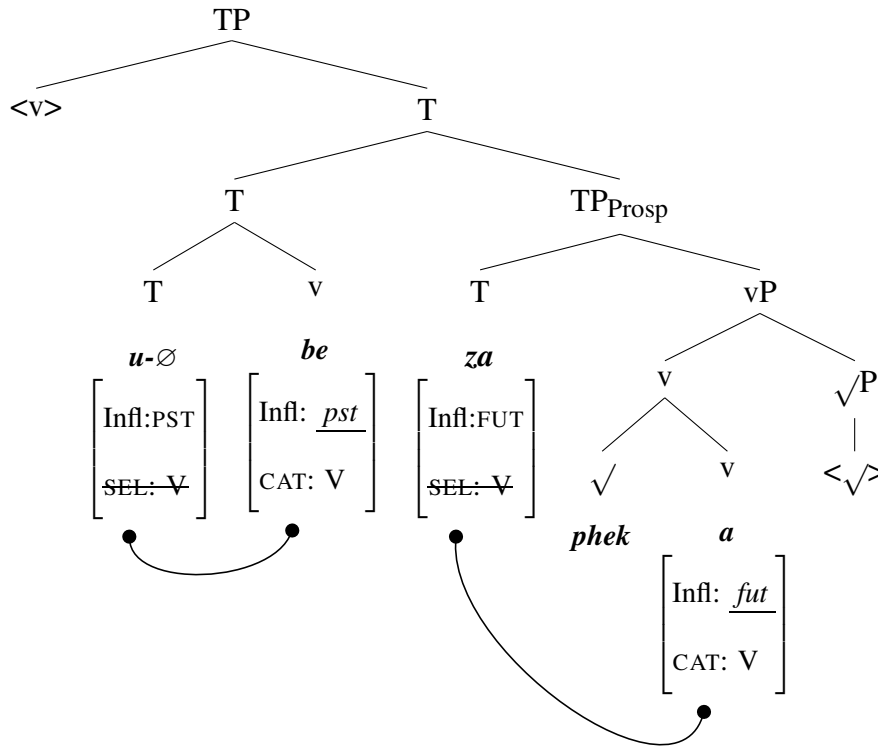 TP
<v> T
T TP_Prosp
T v T vP
u-∅ be za v √P
Infl:PST Infl: pst Infl:FUT √ v <√>
SEL: V CAT: V SEL: V
phek a
Infl: fut
CAT: V